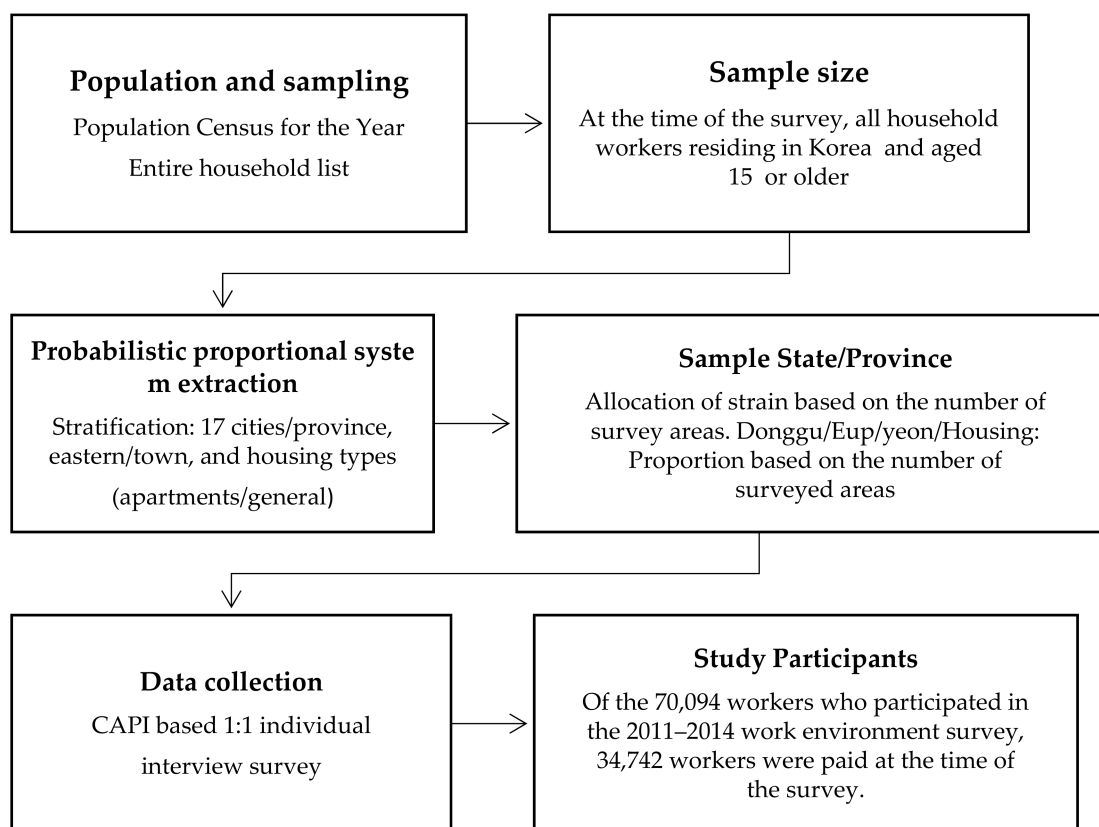 Population and sampling
Population Census for the Year
Entire household list
Sample size
At the time of the survey, all household
workers residing in Korea and aged
15 or older
Probabilistic proportional syste
m extraction
Stratification: 17 cities/province,
eastern/town, and housing types
(apartments/general)
Sample State/Province
Allocation of strain based on the number of
survey areas. Donggu/Eup/yeon/Housing:
Proportion based on the number of
surveyed areas
Data collection
CAPI based 1:1 individual
interview survey
Study Participants
Of the 70,094 workers who participated in
the 2011–2014 work environment survey,
34,742 workers were paid at the time of
the survey.